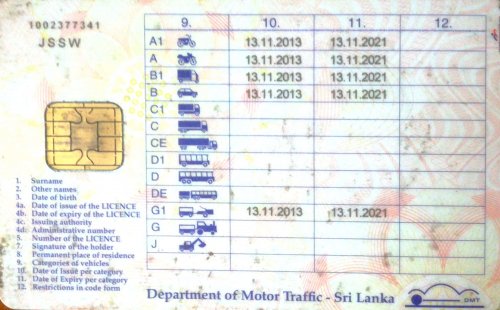 1002377341
JSSW
9. 10. 11. 12.
A1 13.11.2013 13.11.2021
A 13.11.2013 13.11.2021
B1 13.11.2013 13.11.2021
B 13.11.2013 13.11.2021
C1
C
CE
D1
D
DE
G1 13.11.2013 13.11.2021
G
J
1. Surname
2. Other names
3. Date of birth
4a. Date of issue of the LICENCE
4b. Date of expiry of the LICENCE
4c. Issuing authority
4d. Administrative number
5. Number of the LICENCE
7. Signature of the holder
8. Permanent place of residence
9. Categories of vehicles
10. Date of Issue per category
11. Date of Expiry per category
12. Restrictions in code form
Department of Motor Traffic - Sri Lanka
DMT